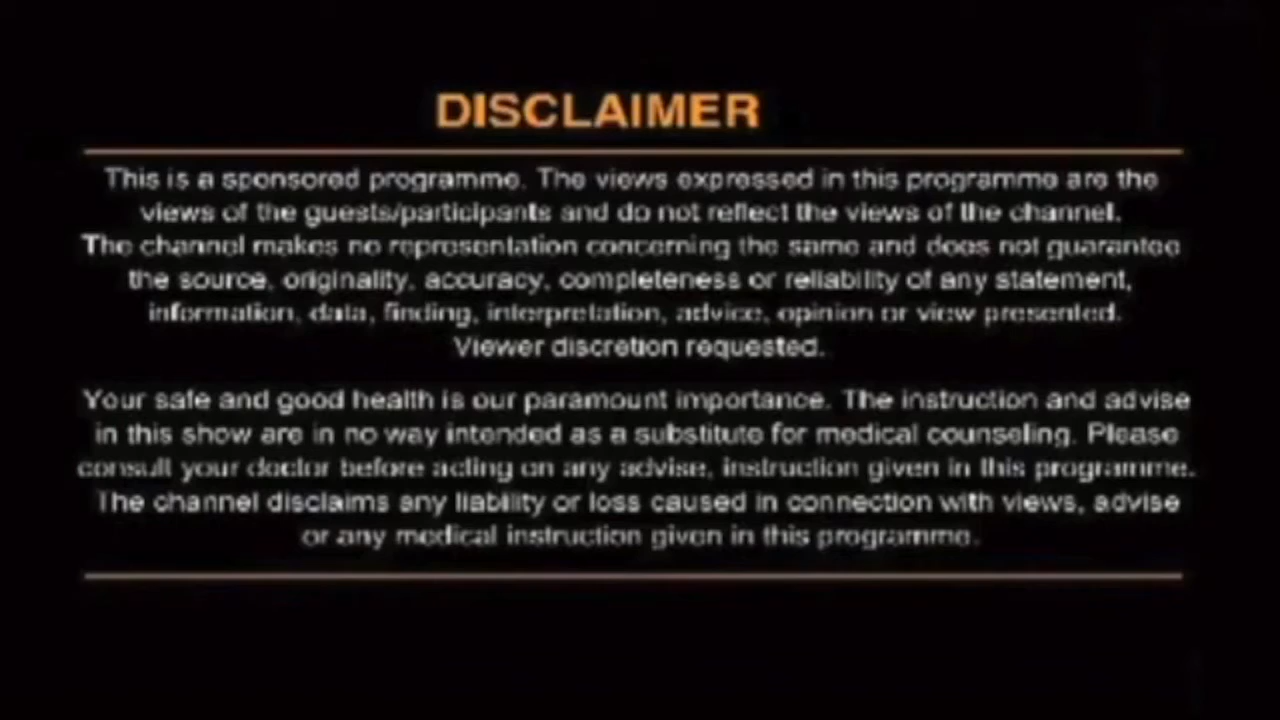 DISCLAIMER
This is a sponsored programme. The views expressed in this programme are the
views of the guests/participants and do not reflect the views of the channel.
The channel makes no representation concerning the same and does not guarantee
the source, originality, accuracy, completeness or reliability of any statement,
information, data, finding, interpretation, advice, opinion or view presented.
Viewer discretion requested.
Your safe and good health is our paramount importance. The instruction and advise
in this show are in no way intended as a substitute for medical counseling. Please
consult your doctor before acting on any advise, instruction given in this programme.
The channel disclaims any liability or loss caused in connection with views, advise
or any medical instruction given in this programme.